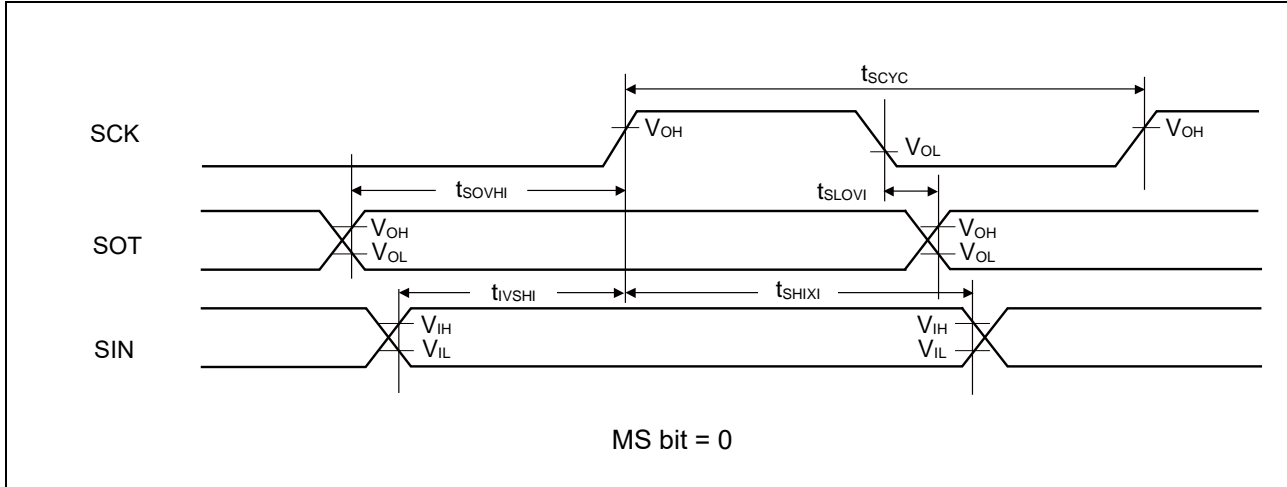 tSCYC
SCK
VOH
VOL
VOH
tSOVHI
tSLOVI
SOT
VOH
VOL
VOH
VOL
tIVSHI
tSHIXI
SIN
VIH
VIL
VIH
VIL
MS bit = 0